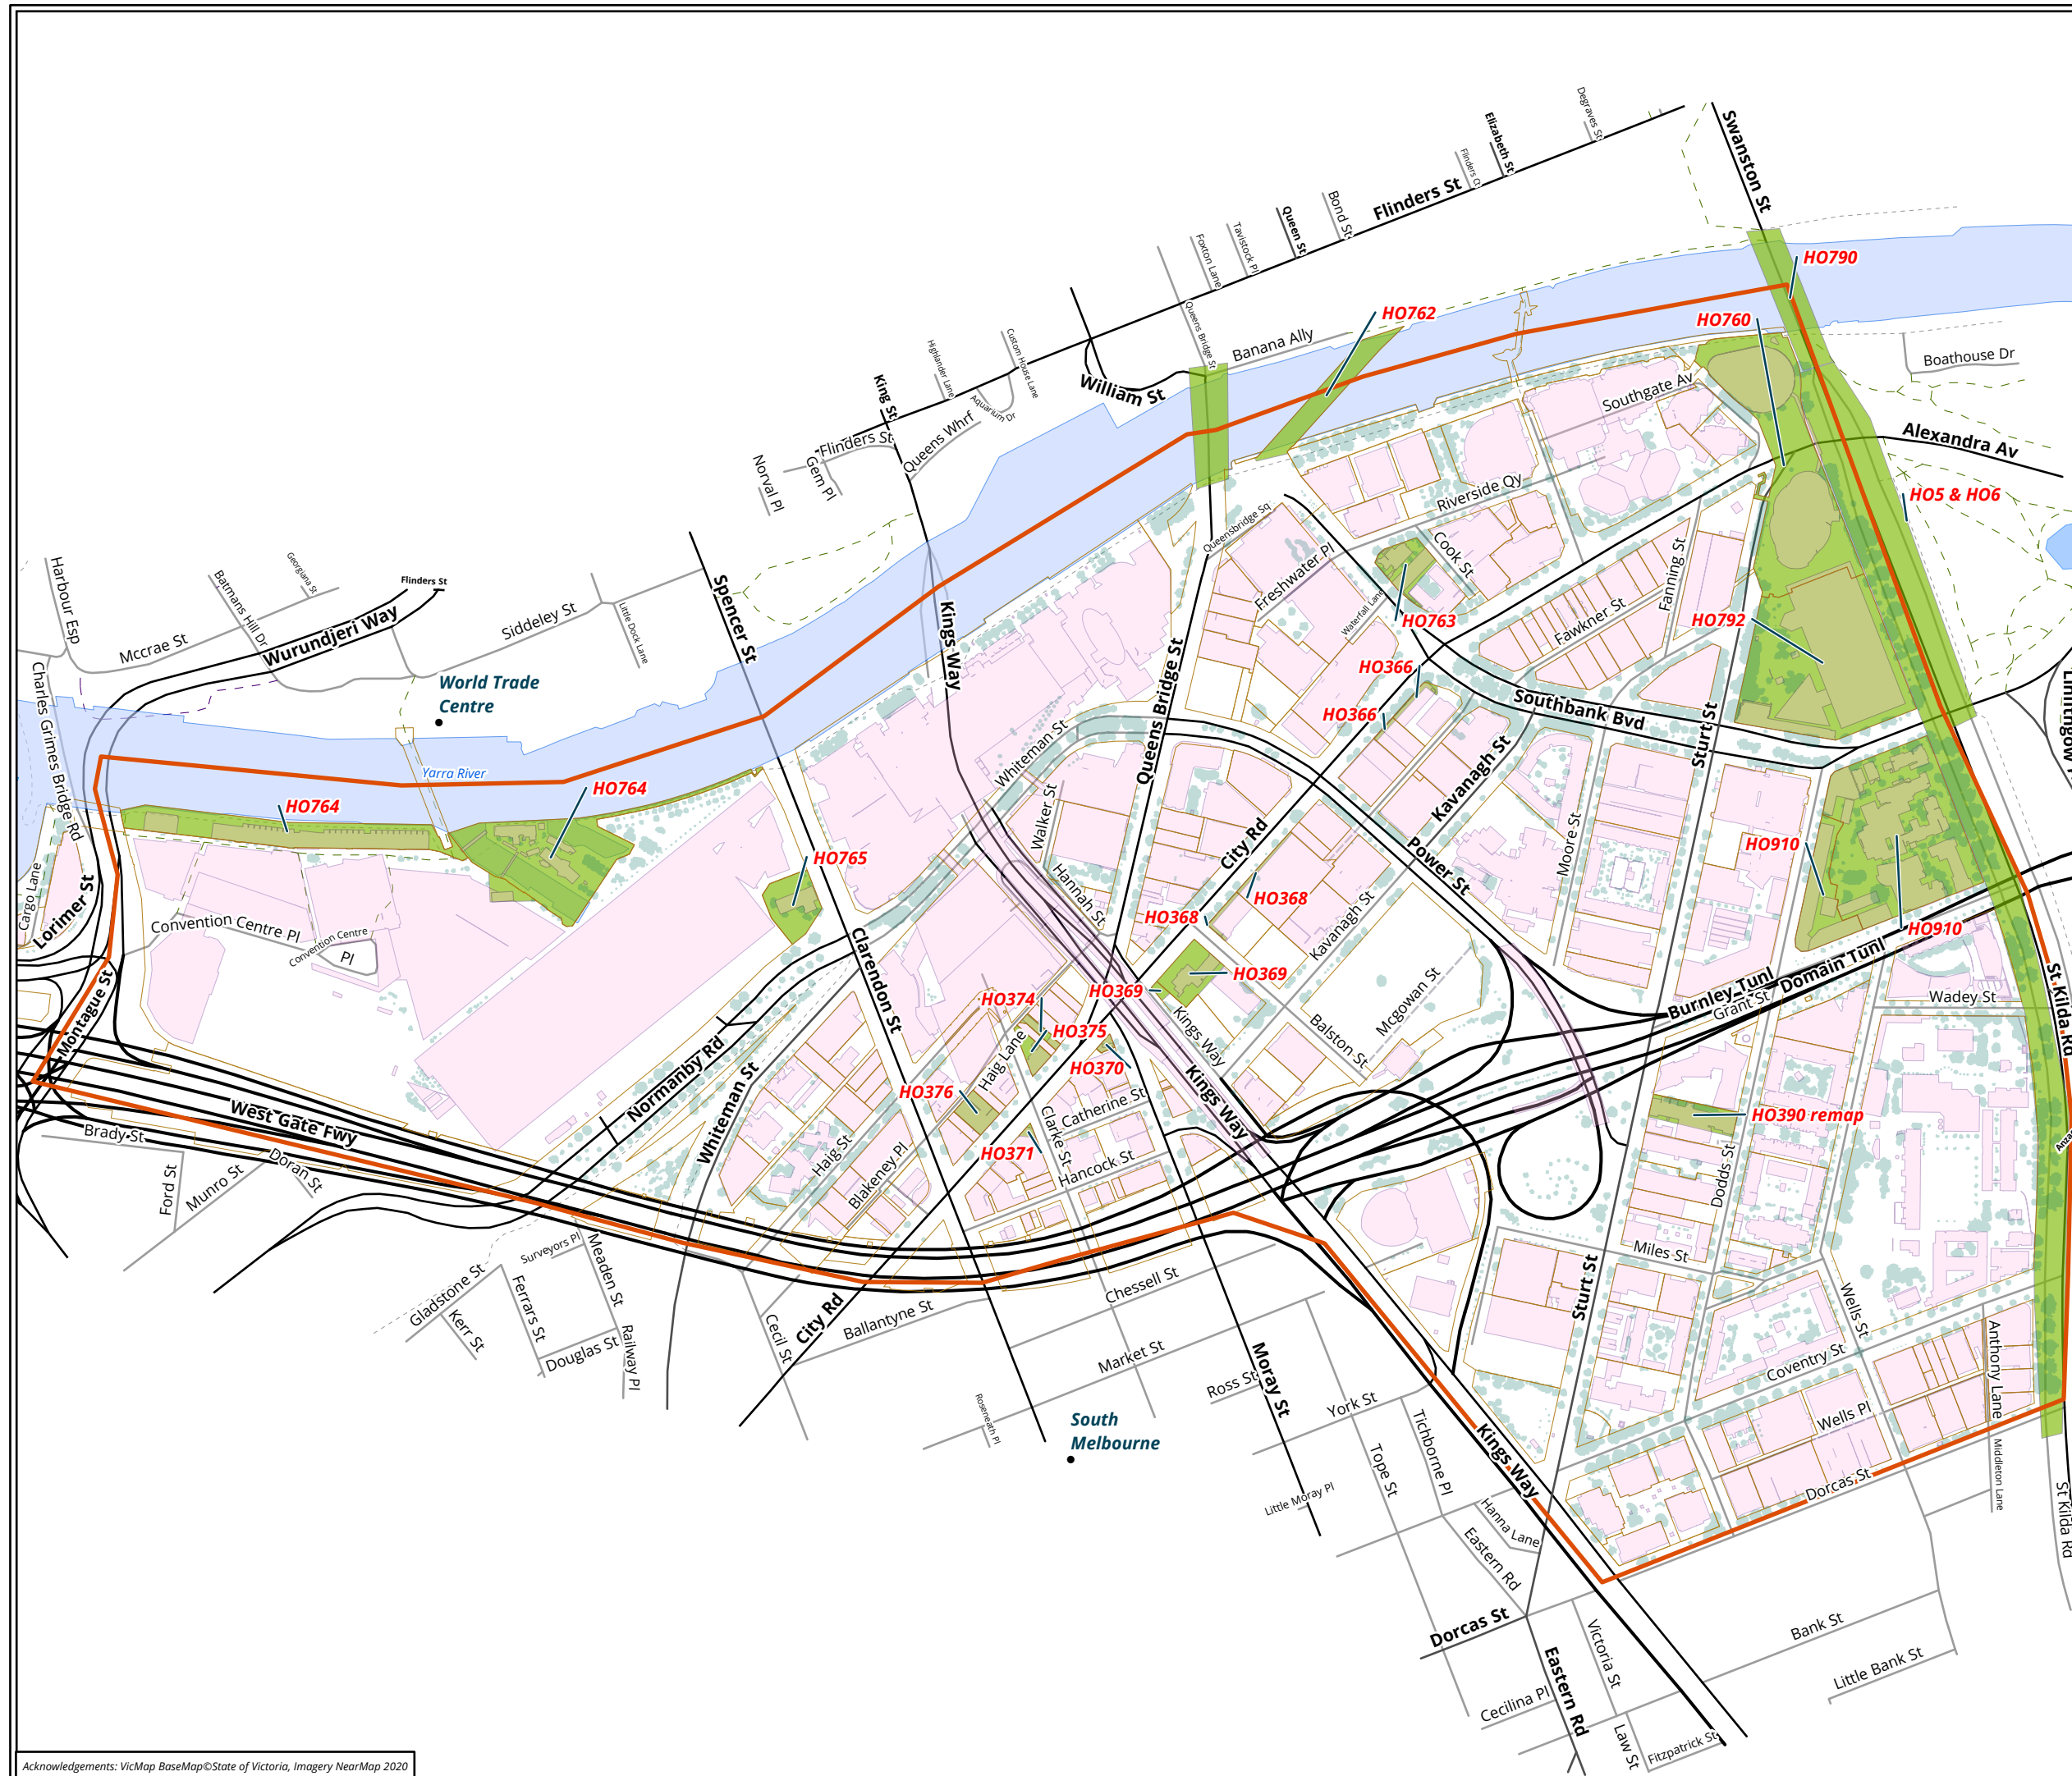 Degraves St
Elizabeth St
Swanston St
Flinders Ct
Flinders St
Bond St
Queen St
Tavistock Pl
Foxton Lane
HO790
Queens Bridge St
HO762
HO760
Banana Ally
Boathouse Dr
Custom House Lane
Highlander Lane
William St
King St
Aquarium Dr
Southgate Av
Flinders St
Queens Whrf
Alexandra Av
Norval Pl
Gem Pl
Riverside Qy
HO5 & HO6
Queensbridge Sq
Cook St
Freshwater Pl
Fanning St
Harbour Esp
Georgiana St
Batmans Hill Dr
Flinders St
Spencer St
Siddeley St
Little Dock Lane
Kings Way
Waterfall Lane
HO763
Fawkner St
HO792
Mccrae St
Wurundjeri Way
Queens Bridge St
HO366
World Trade
Centre
Charles Grimes Bridge Rd
HO366
Southbank Blvd
Sturt St
Whiteman St
Yarra River
HO764
HO764
Kavanagh St
Walker St
City Rd
Power St
Moore St
HO910
HO765
Hannah St
HO368
HO368
Cargo Lane
Lorimer St
Convention Centre Pl
Convention Centre
Pl
Clarendon St
Kavanagh St
HO910
Domain Tunl
HO369
HO369
Burnley Tunl
Grant St
St Kilda Rd
Wadey St
Montague St
HO374
HO375
Haig Lane
Kings Way
Balston St
Mcgowan St
HO370
Normanby Rd
Whiteman St
HO376
Kings Way
West Gate Fwy
Catherine St
Clarke St
HO390 remap
Brady St
HO371
Haig St
Hancock St
Dodds St
Doran St
Munro St
Ford St
Blakeney Pl
Surveyors Pl
Meaden St
Miles St
Gladstone St
Ferrars St
Kerr St
Chessell St
Sturt St
Wells St
Cecil St
City Rd
Ballantyne St
Railway Pl
Douglas St
Market St
Moray St
Coventry St
Anthony Lane
Ross St
York St
Roseneath Pl
South
Melbourne
Tichborne Pl
Wells Pl
Kings Way
Tope St
Middleton Lane
Dorcas St
Little Moray Pl
Hanna Lane
St Kilda Rd
Eastern Rd
Dorcas St
Victoria St
Bank St
Eastern Rd
Little Bank St
Cecilina Pl
Law St
Fitzpatrick St
Acknowledgements: VicMap BaseMap©State of Victoria, Imagery NearMap 2020